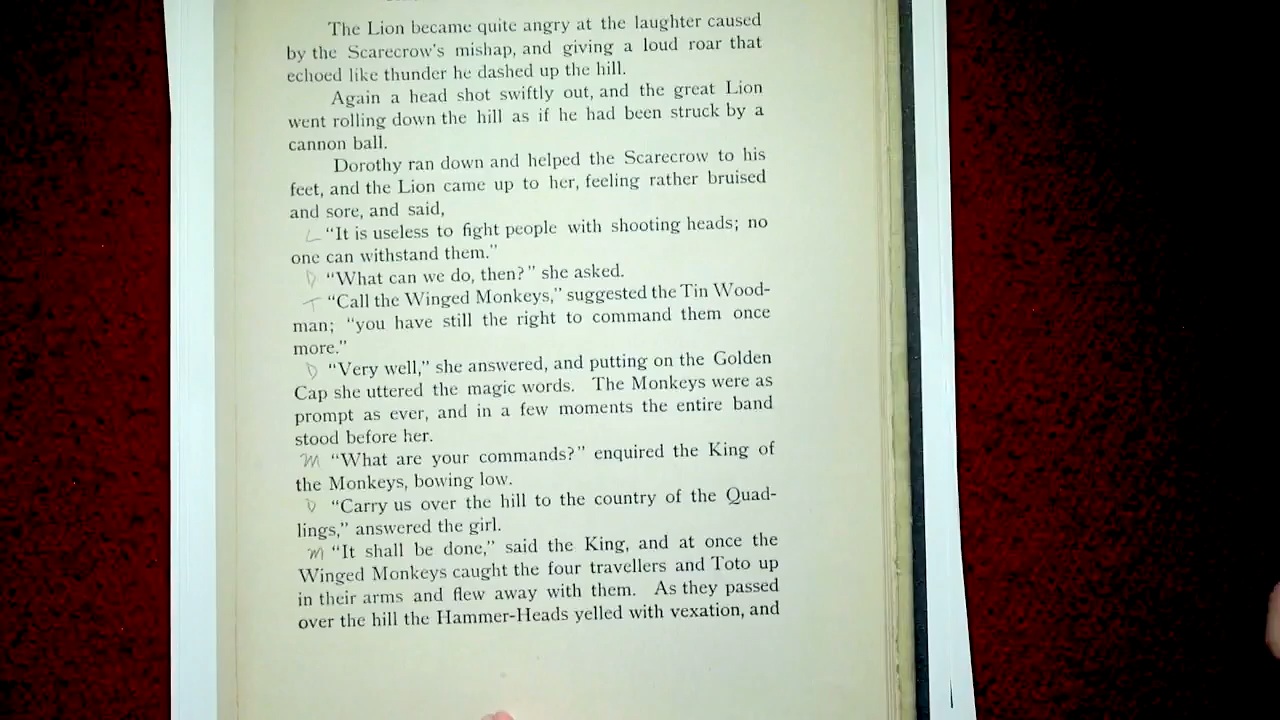 The Lion became quite angry at the laughter caused
by the Scarecrow's mishap, and giving a loud roar that
echoed like thunder he dashed up the hill.
Again a head shot swiftly out, and the great Lion
went rolling down the hill as if he had been struck by a
cannon ball.
Dorothy ran down and helped the Scarecrow to his
feet, and the Lion came up to her, feeling rather bruised
and sore, and said,
L "It is useless to fight people with shooting heads; no
one can withstand them."
D "What can we do, then?" she asked.
T "Call the Winged Monkeys," suggested the Tin Wood-
man; "you have still the right to command them once
more."
D "Very well," she answered, and putting on the Golden
Cap she uttered the magic words. The Monkeys were as
prompt as ever, and in a few moments the entire band
stood before her.
M "What are your commands?" enquired the King of
the Monkeys, bowing low.
D "Carry us over the hill to the country of the Quad-
lings," answered the girl.
M "It shall be done," said the King, and at once the
Winged Monkeys caught the four travellers and Toto up
in their arms and flew away with them. As they passed
over the hill the Hammer-Heads yelled with vexation, and